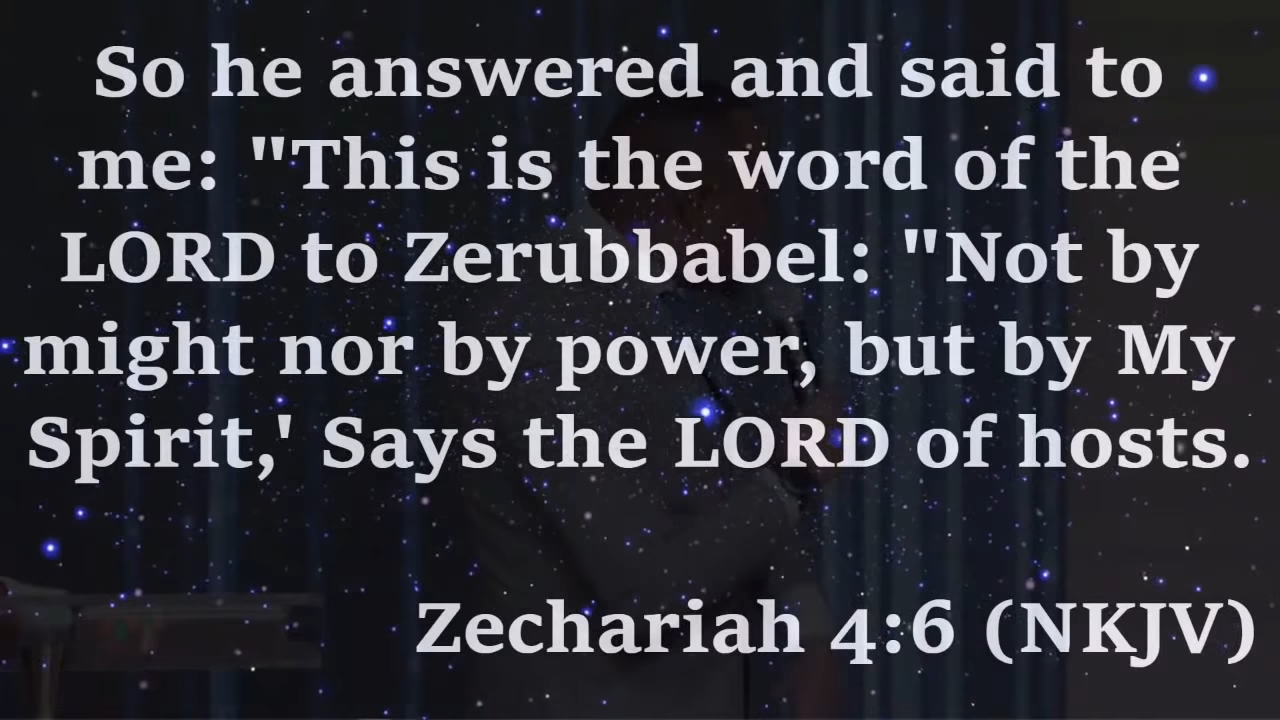 So he answered and said to
me: "This is the word of the
LORD to Zerubbabel: "Not by
might nor by power, but by My
Spirit,' Says the LORD of hosts.
Zechariah 4:6 (NKJV)